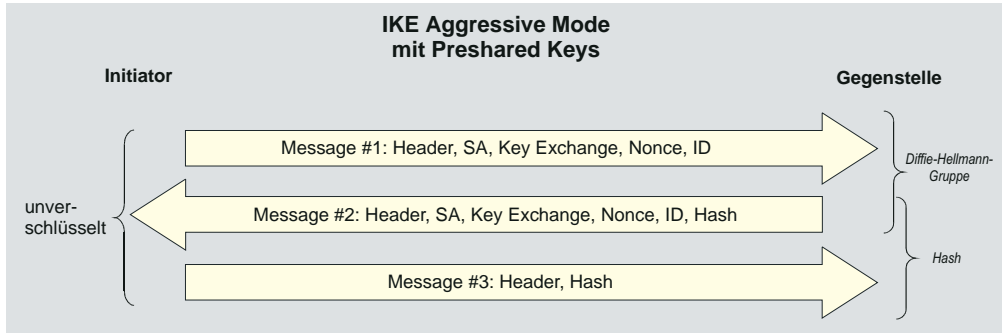 IKE Aggressive Mode
mit Preshared Keys
Initiator
Gegenstelle
Message #1: Header, SA, Key Exchange, Nonce, ID
Diffie-Hellmann-
Gruppe
unver-
schlüsselt
Message #2: Header, SA, Key Exchange, Nonce, ID, Hash
Hash
Message #3: Header, Hash